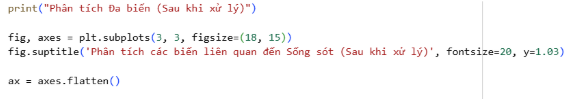 print("Phân tích Đa biến (Sau khi xử lý)")
fig, axes = plt.subplots(3, 3, figsize=(18, 15))
fig.suptitle('Phân tích các biến liên quan đến Sống sót (Sau khi xử lý)', fontsize=20, y=1.03)
ax = axes.flatten()